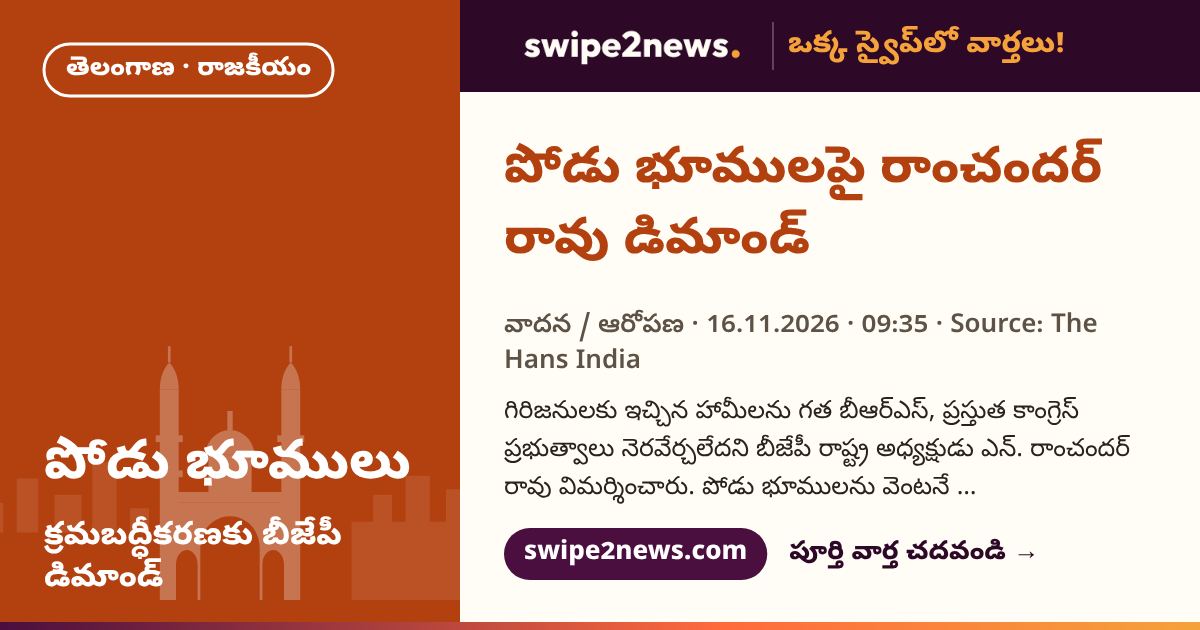 తెలంగాణ · రాజకీయం
పోడు భూములు
క్రమబద్ధీకరణకు బీజేపీ
డిమాండ్
swipe2news.
ఒక్క స్వైప్‌లో వార్తలు!
పోడు భూములపై రాంచందర్
రావు డిమాండ్
వాదన / ఆరోపణ · 16.11.2026 · 09:35 · Source: The
Hans India
గిరిజనులకు ఇచ్చిన హామీలను గత బీఆర్ఎస్, ప్రస్తుత కాంగ్రెస్
ప్రభుత్వాలు నెరవేర్చలేదని బీజేపీ రాష్ట్ర అధ్యక్షుడు ఎన్. రాంచందర్
రావు విమర్శించారు. పోడు భూములను వెంటనే ...
swipe2news.com
పూర్తి వార్త చదవండి →